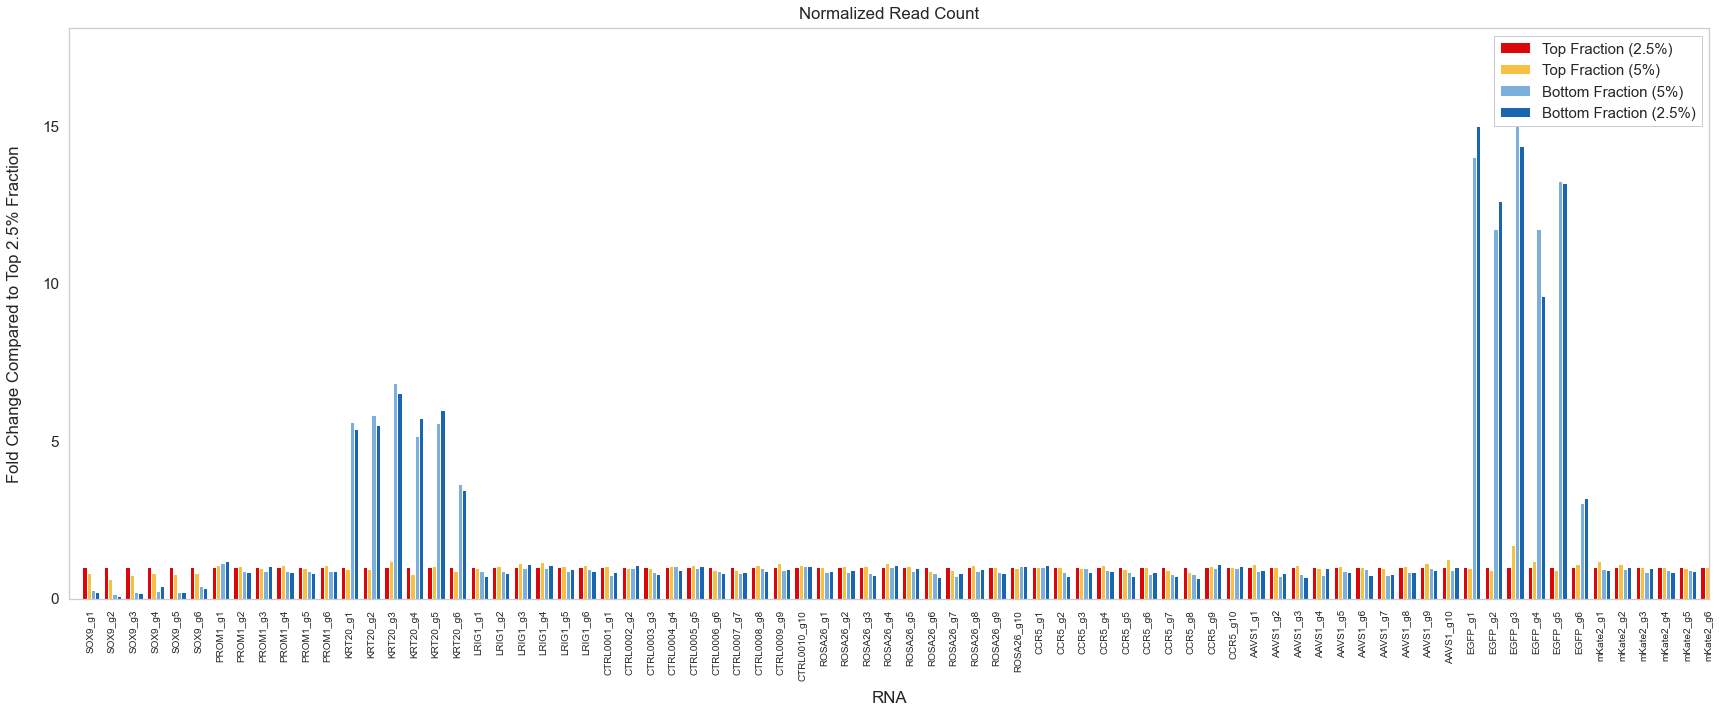 Normalized Read Count
Top Fraction (2.5%)
Top Fraction (5%)
Bottom Fraction (5%)
Bottom Fraction (2.5%)
Fold Change Compared to Top 2.5% Fraction
15
10
5
0
SOX9_g1
SOX9_g2
SOX9_g3
SOX9_g4
SOX9_g5
SOX9_g6
PROM1_g1
PROM1_g2
PROM1_g3
PROM1_g4
PROM1_g5
PROM1_g6
KRT20_g1
KRT20_g2
KRT20_g3
KRT20_g4
KRT20_g5
KRT20_g6
LRIG1_g1
LRIG1_g2
LRIG1_g3
LRIG1_g4
LRIG1_g5
LRIG1_g6
CTRL0001_g1
CTRL0002_g2
CTRL0003_g3
CTRL0004_g4
CTRL0005_g5
CTRL0006_g6
CTRL0007_g7
CTRL0008_g8
CTRL0009_g9
CTRL0010_g10
ROSA26_g1
ROSA26_g2
ROSA26_g3
ROSA26_g4
ROSA26_g5
ROSA26_g6
ROSA26_g7
ROSA26_g8
ROSA26_g9
ROSA26_g10
CCR5_g1
CCR5_g2
CCR5_g3
CCR5_g4
CCR5_g5
CCR5_g6
CCR5_g7
CCR5_g8
CCR5_g9
CCR5_g10
AAVS1_g1
AAVS1_g2
AAVS1_g3
AAVS1_g4
AAVS1_g5
AAVS1_g6
AAVS1_g7
AAVS1_g8
AAVS1_g9
AAVS1_g10
EGFP_g1
EGFP_g2
EGFP_g3
EGFP_g4
EGFP_g5
EGFP_g6
mKate2_g1
mKate2_g2
mKate2_g3
mKate2_g4
mKate2_g5
mKate2_g6
RNA